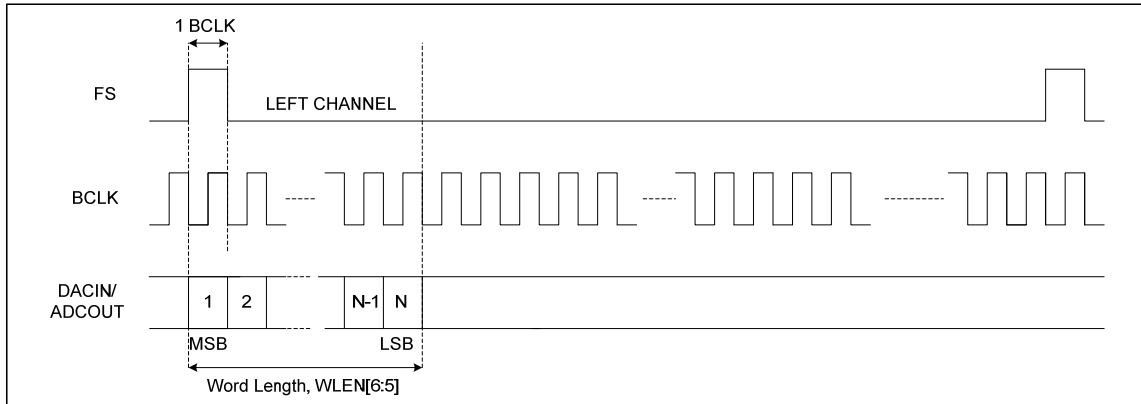 1 BCLK
FS
LEFT CHANNEL
BCLK
DACIN/
ADCOUT
1 2 N-1 N
MSB LSB
Word Length, WLEN[6:5]